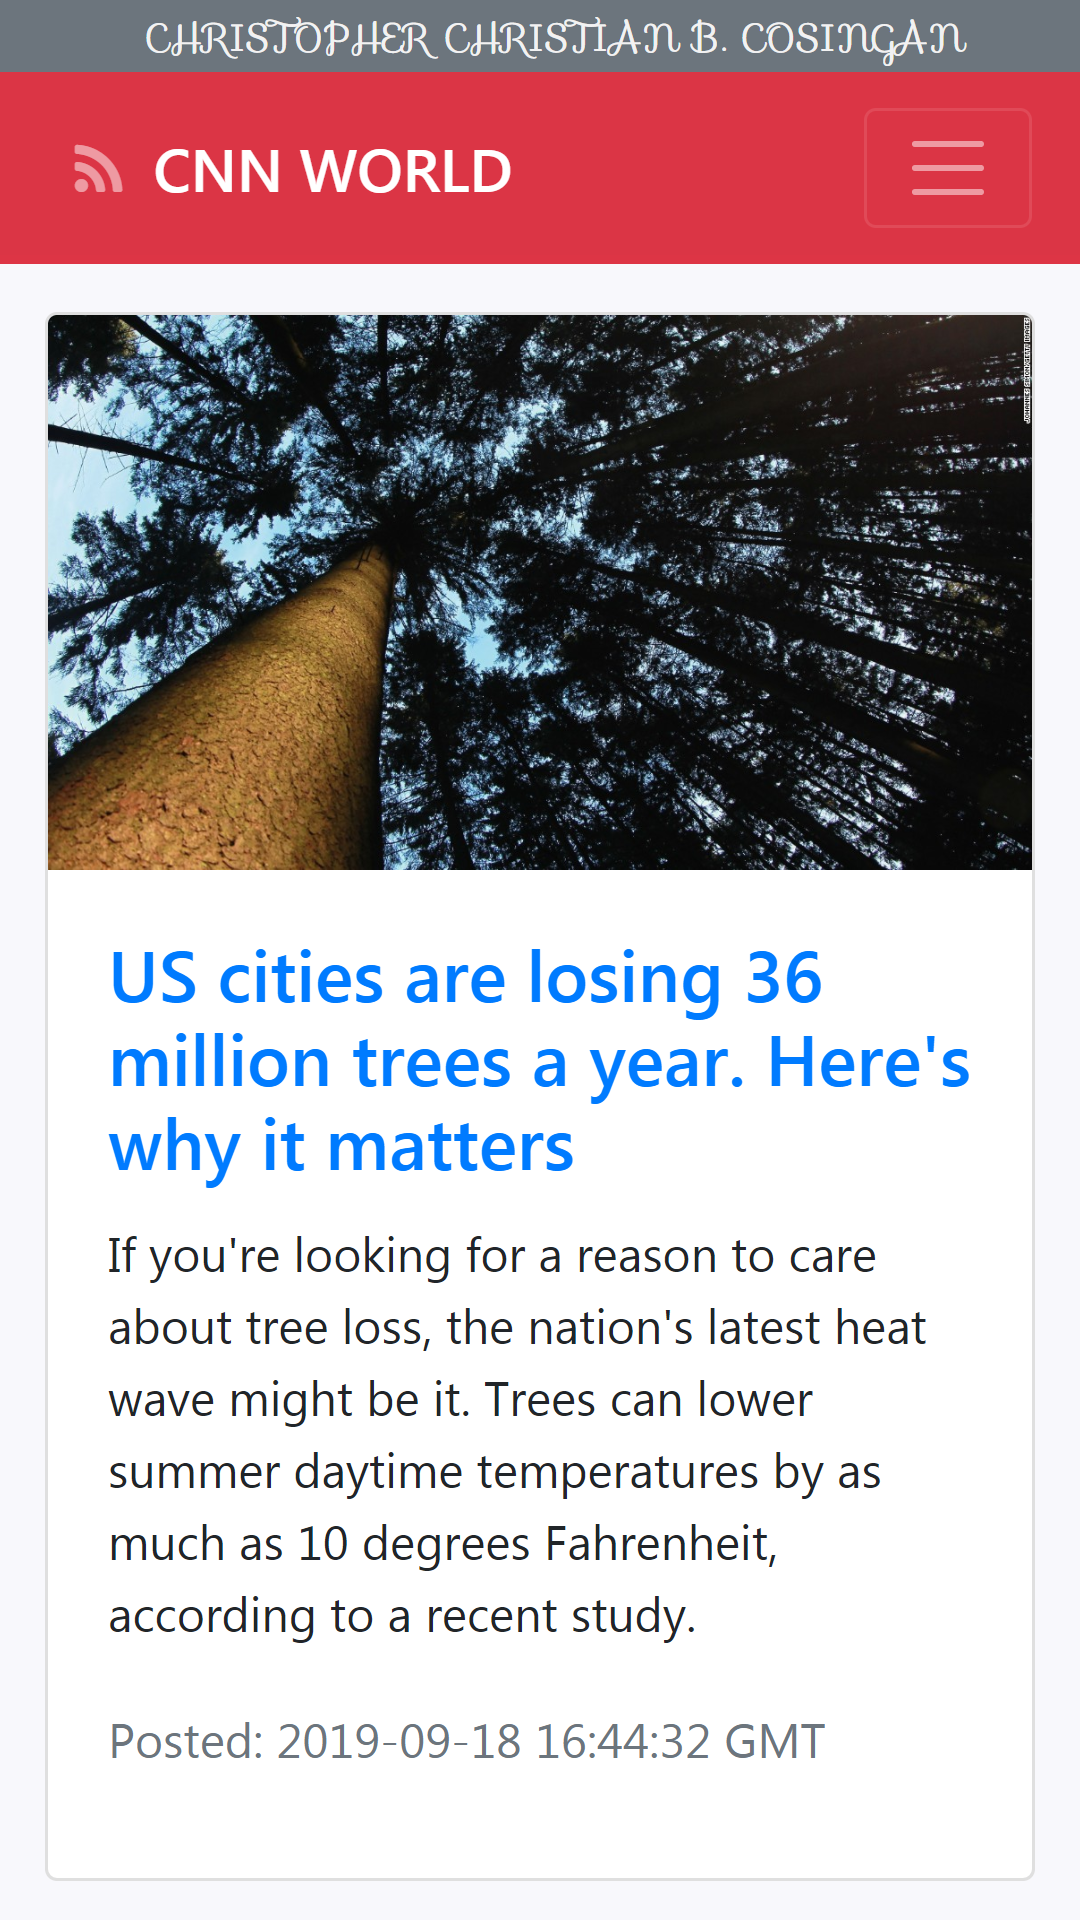 CHRISTOPHER CHRISTIAN B. COSINGAN
CNN WORLD
JOHANNES SIMON/GETTY IMAGES
US cities are losing 36
million trees a year. Here's
why it matters
If you're looking for a reason to care
about tree loss, the nation's latest heat
wave might be it. Trees can lower
summer daytime temperatures by as
much as 10 degrees Fahrenheit,
according to a recent study.
Posted: 2019-09-18 16:44:32 GMT